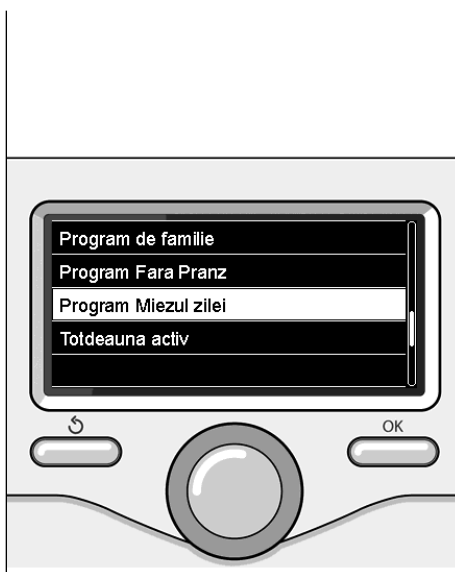 Program de familie
Program Fara Pranz
Program Miezul zilei
Totdeauna activ
OK